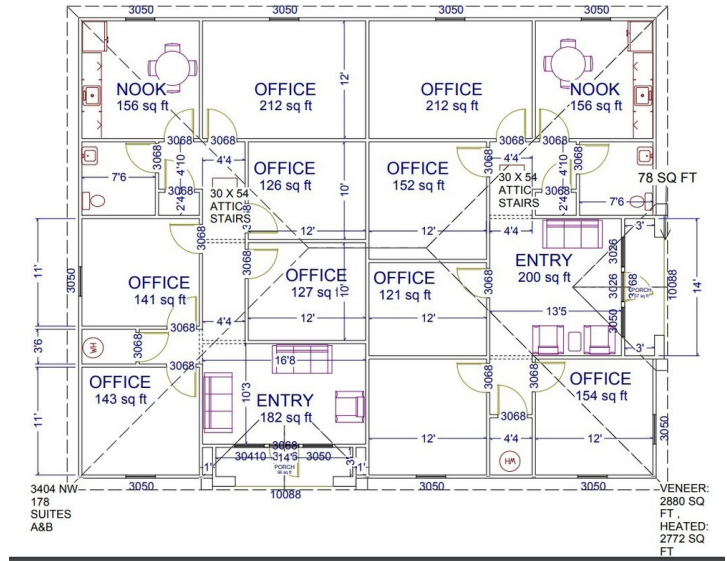 3050 3050 3050 3050
NOOK
156 sq ft
OFFICE
212 sq ft
12'
OFFICE
212 sq ft
NOOK
156 sq ft
3068 3068 3068 3068
4'4 4'4
3068 4'10 4'10 3068
7'6 7'6
OFFICE
126 sq ft
OFFICE
152 sq ft
10'
30 X 54
ATTIC
STAIRS
30 X 54
ATTIC
STAIRS
78 SQ FT
3068 2'4 3068 2'4
3068 12' 12' 4'4
3'
11'
3050
OFFICE
141 sq ft
3068 3068
OFFICE
127 sq ft
10'
OFFICE
121 sq ft
3068
ENTRY
200 sq ft
3026
3026
3068
3050
PORCH
10088
14'
13'5
4'4 12' 12'
3'6
WH
3068 3068
3068
3'
11'
OFFICE
143 sq ft
3068
16'8
10'3
ENTRY
182 sq ft
3068 3068
3068
OFFICE
154 sq ft
3050
12' 4'4 12'
3068
30410 14'6 3050
PORCH
1' 3' 1'
10088
WH
3050 3050 3050 3050
3404 NW
178
SUITES
A&B
VENEER:
2880 SQ
FT ,
HEATED:
2772 SQ
FT